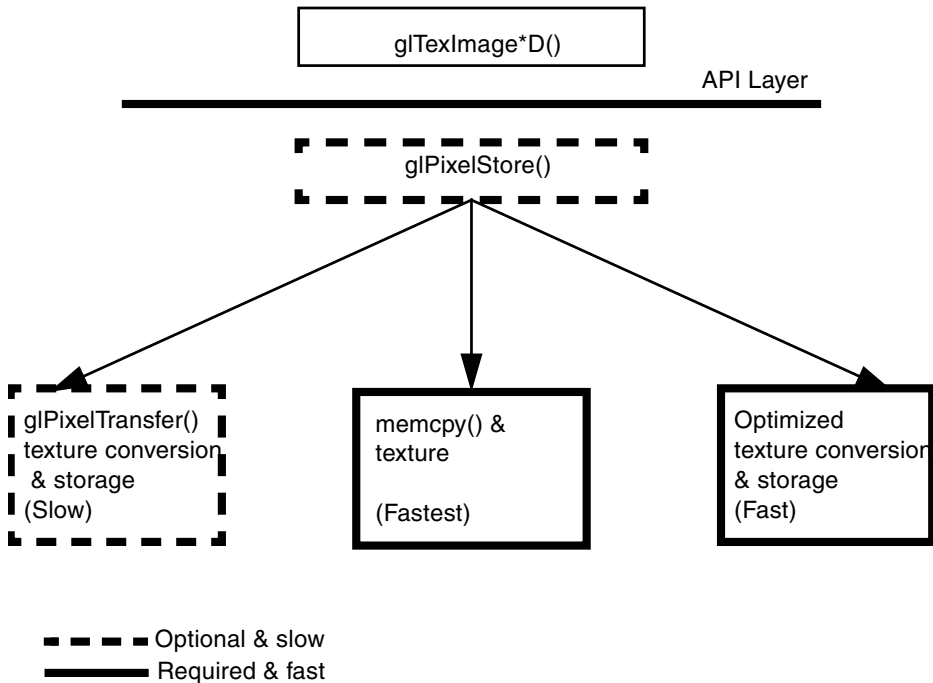 glTexImage*D()
API Layer
glPixelStore()
glPixelTransfer()
texture conversion
& storage
(Slow)
memcpy() &
texture
(Fastest)
Optimized
texture conversion
& storage
(Fast)
Optional & slow
Required & fast